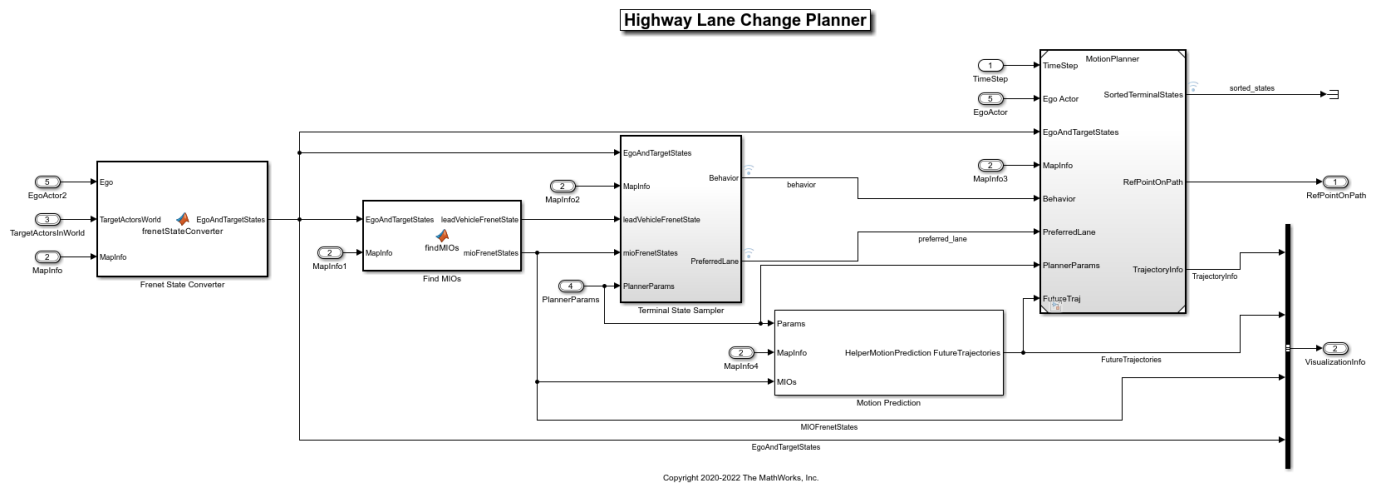 Highway Lane Change Planner
1
TimeStep
5
EgoActor
2
MapInfo3
MotionPlanner
TimeStep
Ego Actor
EgoAndTargetStates
MapInfo
Behavior
PreferredLane
PlannerParams
FutureTraj
SortedTerminalStates
RefPointOnPath
TrajectoryInfo
sorted_states
1
RefPointOnPath
TrajectoryInfo
5
EgoActor2
3
TargetActorsInWorld
2
MapInfo
Ego
TargetActorsWorld
MapInfo
frenetStateConverter
EgoAndTargetStates
Frenet State Converter
2
MapInfo1
EgoAndTargetStates
MapInfo
findMIOs
leadVehicleFrenetState
mioFrenetStates
Find MIOs
2
MapInfo2
4
PlannerParams
EgoAndTargetStates
MapInfo
leadVehicleFrenetState
mioFrenetStates
PlannerParams
Behavior
PreferredLane
Terminal State Sampler
behavior
preferred_lane
2
MapInfo4
Params
MapInfo
MIOs
HelperMotionPrediction
FutureTrajectories
Motion Prediction
FutureTrajectories
2
VisualizationInfo
MIOFrenetStates
EgoAndTargetStates
Copyright 2020-2022 The MathWorks, Inc.